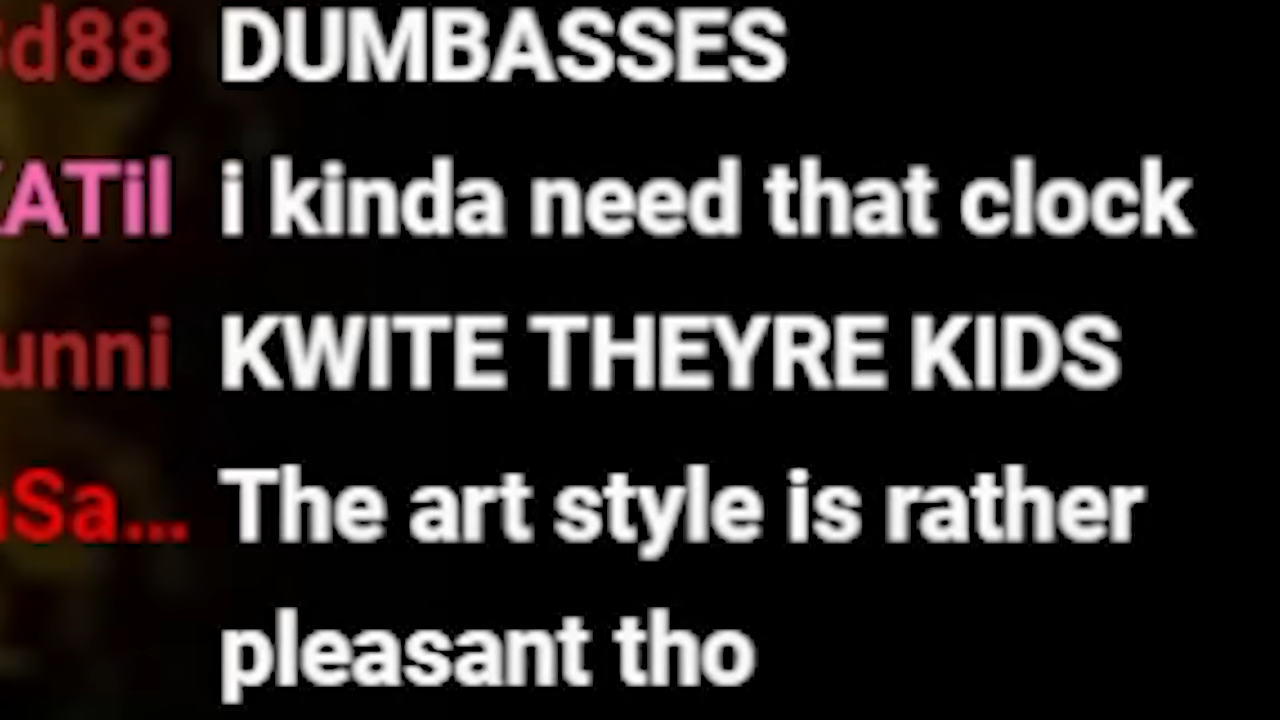 d88 DUMBASSES
ATil i kinda need that clock
unni KWITE THEYRE KIDS
Sa... The art style is rather
pleasant tho